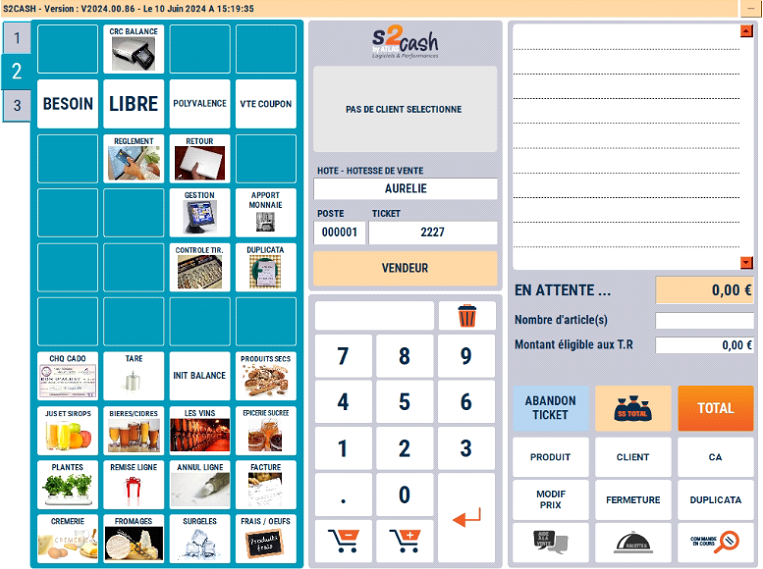 S2CASH - Version : V2024.00.86 - Le 10 Juin 2024 A 15:19:35
1
2
3
CRC BALANCE
BESOIN
LIBRE
POLYVALENCE
VTE COUPON
REGLEMENT
RETOUR
GESTION
APPORT
MONNAIE
CONTROLE TIR.
DUPLICATA
CHQ CADO
TARE
INIT BALANCE
PRODUITS SECS
JUS ET SIROPS
BIERES/CIDRES
LES VINS
EPICERIE SUCREE
PLANTES
REMISE LIGNE
ANNUL LIGNE
FACTURE
CREMERIE
FROMAGES
SURGELES
FRAIS / OEUFS
Produits
frais
S2cash
by ATLAS
Logiciels & Performances
PAS DE CLIENT SELECTIONNE
HOTE - HOTESSE DE VENTE
AURELIE
POSTE
TICKET
000001
2227
VENDEUR
7
8
9
4
5
6
1
2
3
.
0
-
+
EN ATTENTE ...
0,00 €
Nombre d'article(s)
Montant éligible aux T.R
0,00 €
ABANDON
TICKET
SS TOTAL
TOTAL
PRODUIT
CLIENT
CA
MODIF
PRIX
FERMETURE
DUPLICATA
AIDE
A LA
VENTE
COMMANDE
EN COURS